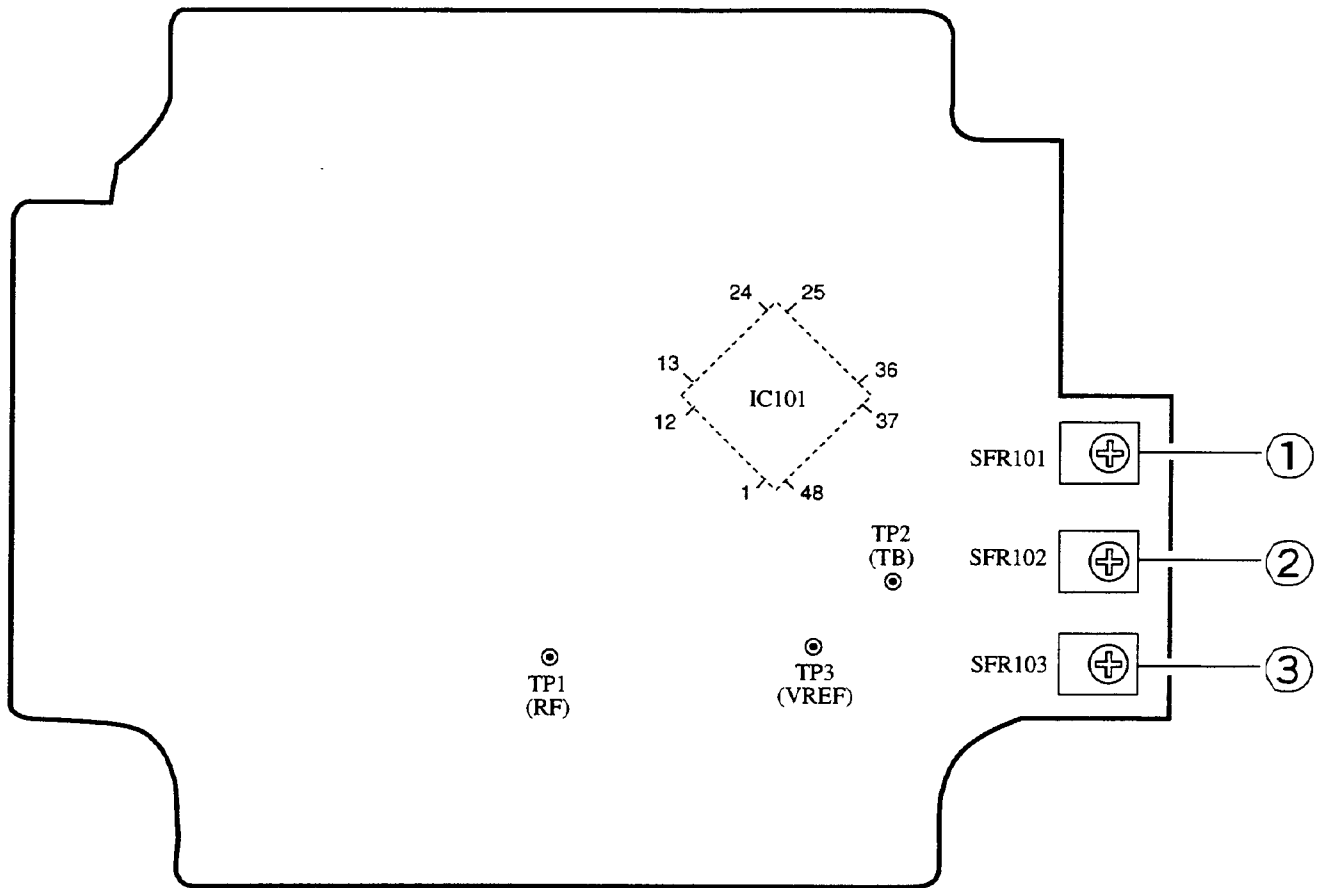 24 25
13 36
IC101
12 37
SFR101 ①
1 48
TP2
(TB)
SFR102 ②
TP1
(RF)
TP3
(VREF)
SFR103 ③